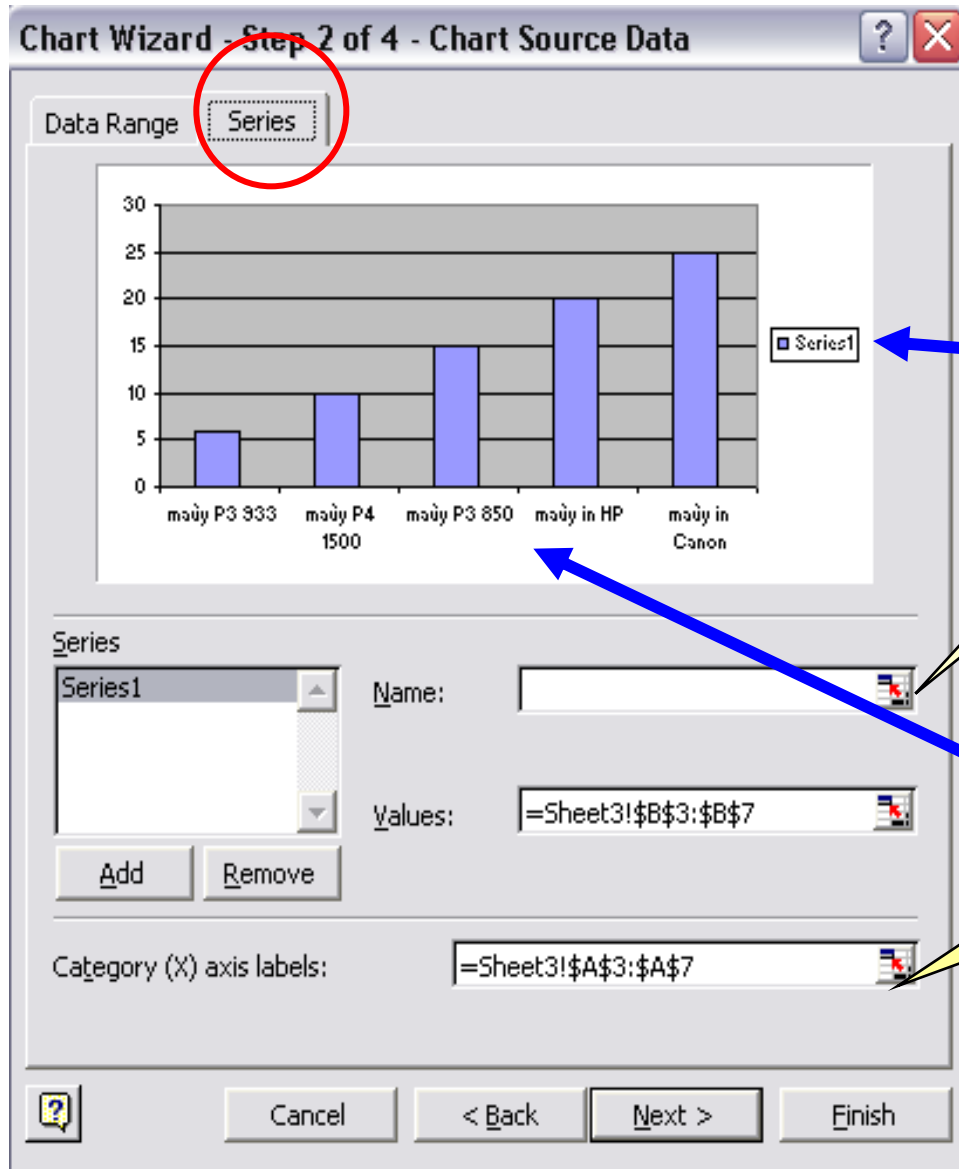 Chart Wizard - Step 2 of 4 - Chart Source Data
Data Range Series
30
25
20
15
10
5
0
Series1
maùy P3 933 maùy P4 1500 maùy P3 850 maùy in HP maùy in Canon
Series
Series1
Name:
Values: =Sheet3!$B$3:$B$7
Add Remove
Category (X) axis labels: =Sheet3!$A$3:$A$7
Cancel < Back Next > Finish